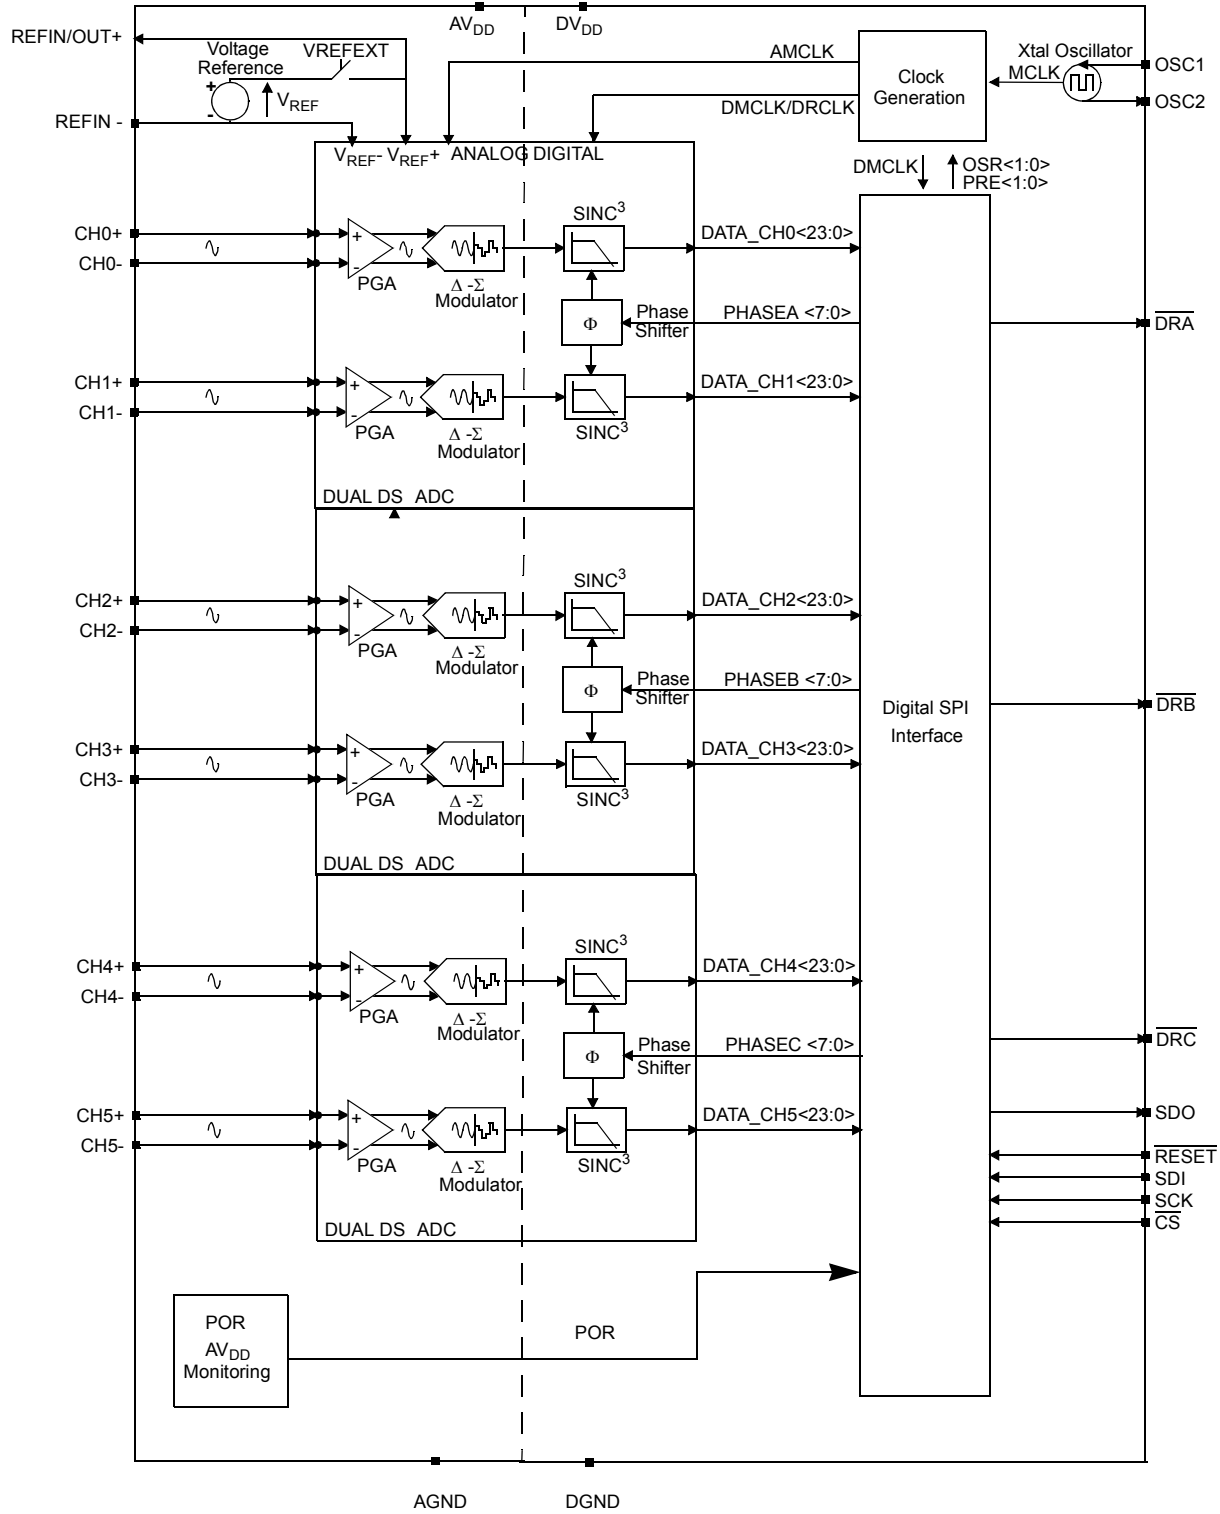 AVDD
DVDD
REFIN/OUT+
Voltage
Reference
VREFEXT
+
-
VREF
REFIN -
AMCLK
DMCLK/DRCLK
Clock
Generation
Xtal Oscillator
MCLK
OSC1
OSC2
VREF- VREF+ ANALOG DIGITAL
DMCLK
OSR<1:0>
PRE<1:0>
CH0+
CH0-
+
-
PGA
Δ -Σ
Modulator
SINC3
DATA_CH0<23:0>
Φ
Phase
Shifter
PHASEA <7:0>
DRA
CH1+
CH1-
+
-
PGA
Δ -Σ
Modulator
SINC3
DATA_CH1<23:0>
DUAL DS ADC
CH2+
CH2-
+
-
PGA
Δ -Σ
Modulator
SINC3
DATA_CH2<23:0>
Φ
Phase
Shifter
PHASEB <7:0>
Digital SPI
Interface
DRB
CH3+
CH3-
+
-
PGA
Δ -Σ
Modulator
SINC3
DATA_CH3<23:0>
DUAL DS ADC
CH4+
CH4-
+
-
PGA
Δ -Σ
Modulator
SINC3
DATA_CH4<23:0>
Φ
Phase
Shifter
PHASEC <7:0>
DRC
CH5+
CH5-
+
-
PGA
Δ -Σ
Modulator
SINC3
DATA_CH5<23:0>
SDO
RESET
SDI
SCK
CS
DUAL DS ADC
POR
AVDD
Monitoring
POR
AGND
DGND